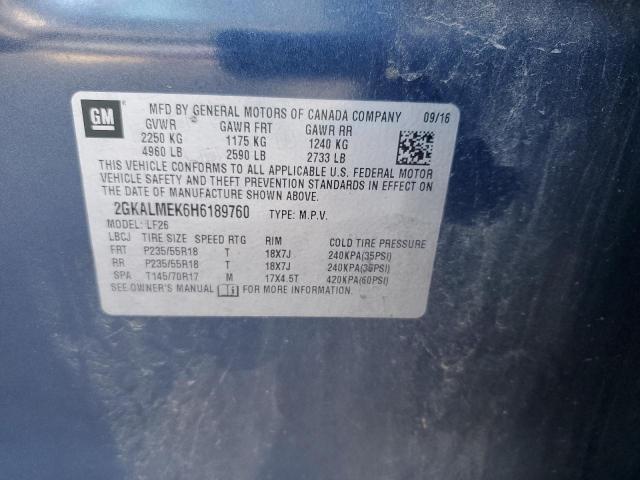 GM
MFD BY GENERAL MOTORS OF CANADA COMPANY 09/16
GVWR GAWR FRT GAWR RR
2250 KG 1175 KG 1240 KG
4960 LB 2590 LB 2733 LB
THIS VEHICLE CONFORMS TO ALL APPLICABLE U.S. FEDERAL MOTOR
VEHICLE SAFETY AND THEFT PREVENTION STANDARDS IN EFFECT ON
THE DATE OF MANUFACTURE SHOWN ABOVE.
2GKALMEK6H6189760 TYPE: M.P.V.
MODEL: LF26
LBCJ TIRE SIZE SPEED RTG RIM COLD TIRE PRESSURE
FRT P235/55R18 T 18X7J 240KPA(35PSI)
RR P235/55R18 T 18X7J 240KPA(35PSI)
SPA T145/70R17 M 17X4.5T 420KPA(60PSI)
SEE OWNER'S MANUAL FOR MORE INFORMATION.